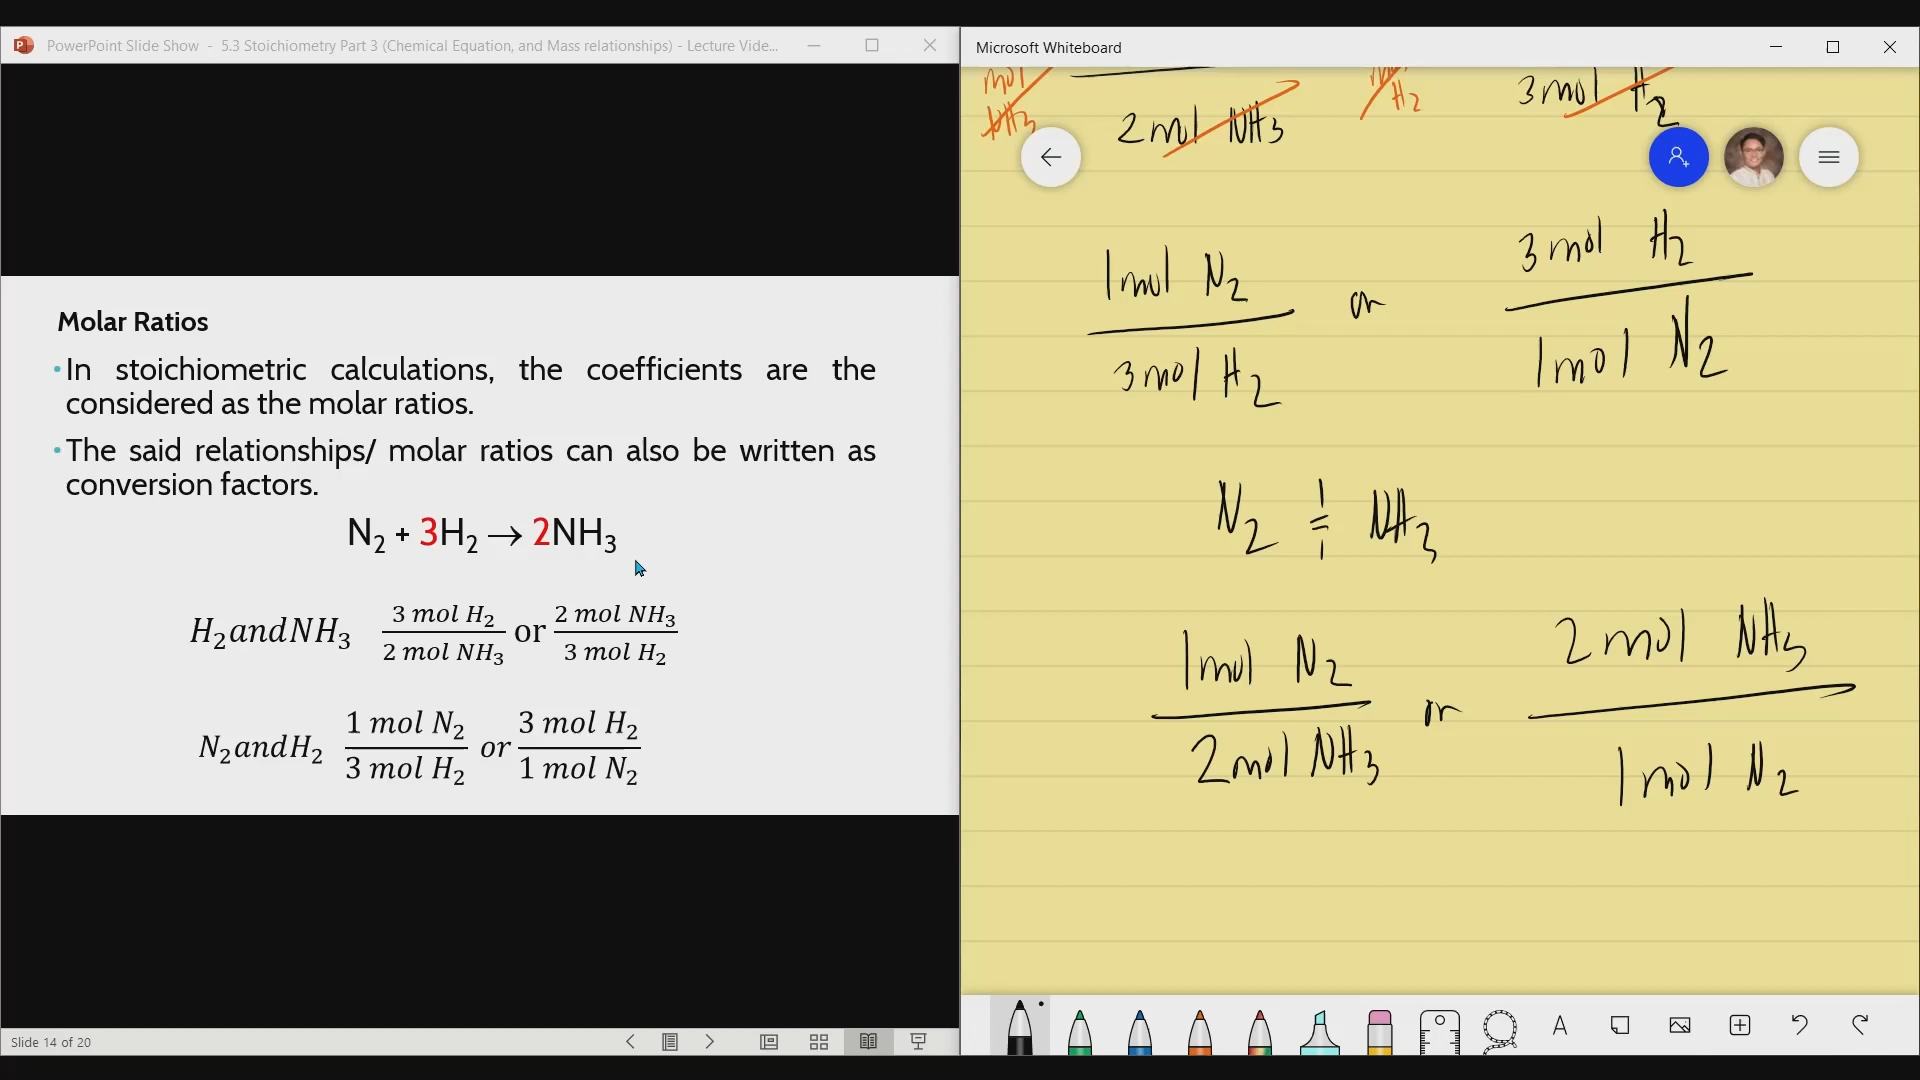 PowerPoint Slide Show - 5.3 Stoichiometry Part 3 (Chemical Equation, and Mass relationships) - Lecture Vide...
Molar Ratios
•In stoichiometric calculations, the coefficients are the
considered as the molar ratios.
•The said relationships/ molar ratios can also be written as
conversion factors.
N₂ + 3H₂ → 2NH₃
H₂andNH₃ 3 mol H₂ / 2 mol NH₃ or 2 mol NH₃ / 3 mol H₂
N₂andH₂ 1 mol N₂ / 3 mol H₂ or 3 mol H₂ / 1 mol N₂
Slide 14 of 20
Microsoft Whiteboard
mol
NH₃
2 mol NH₃
mol
H₂
3 mol H₂
1 mol N₂ / 3 mol H₂ or 3 mol H₂ / 1 mol N₂
N₂ ÷ NH₃
1 mol N₂ / 2 mol NH₃ or 2 mol NH₃ / 1 mol N₂
A